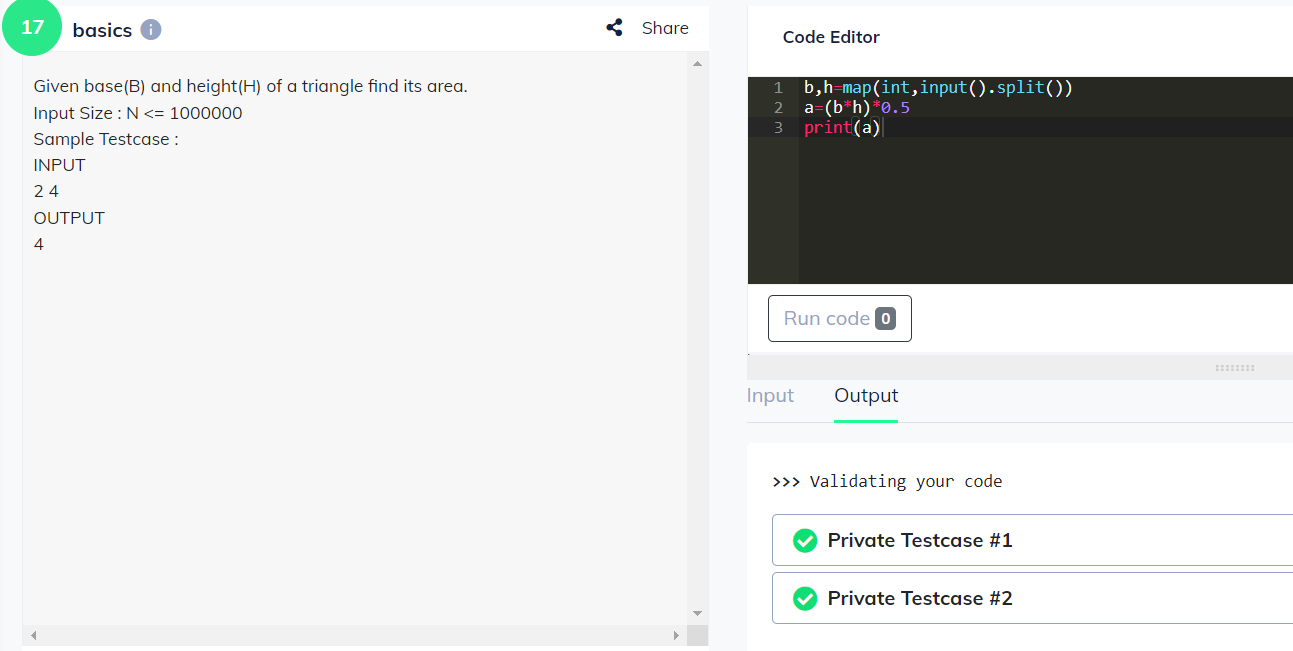 17
basics i
Share
Given base(B) and height(H) of a triangle find its area.
Input Size : N <= 1000000
Sample Testcase :
INPUT
2 4
OUTPUT
4
Code Editor
1 b,h=map(int,input().split())
2 a=(b*h)*0.5
3 print(a)
Run code 0
Input Output
>>> Validating your code
Private Testcase #1
Private Testcase #2